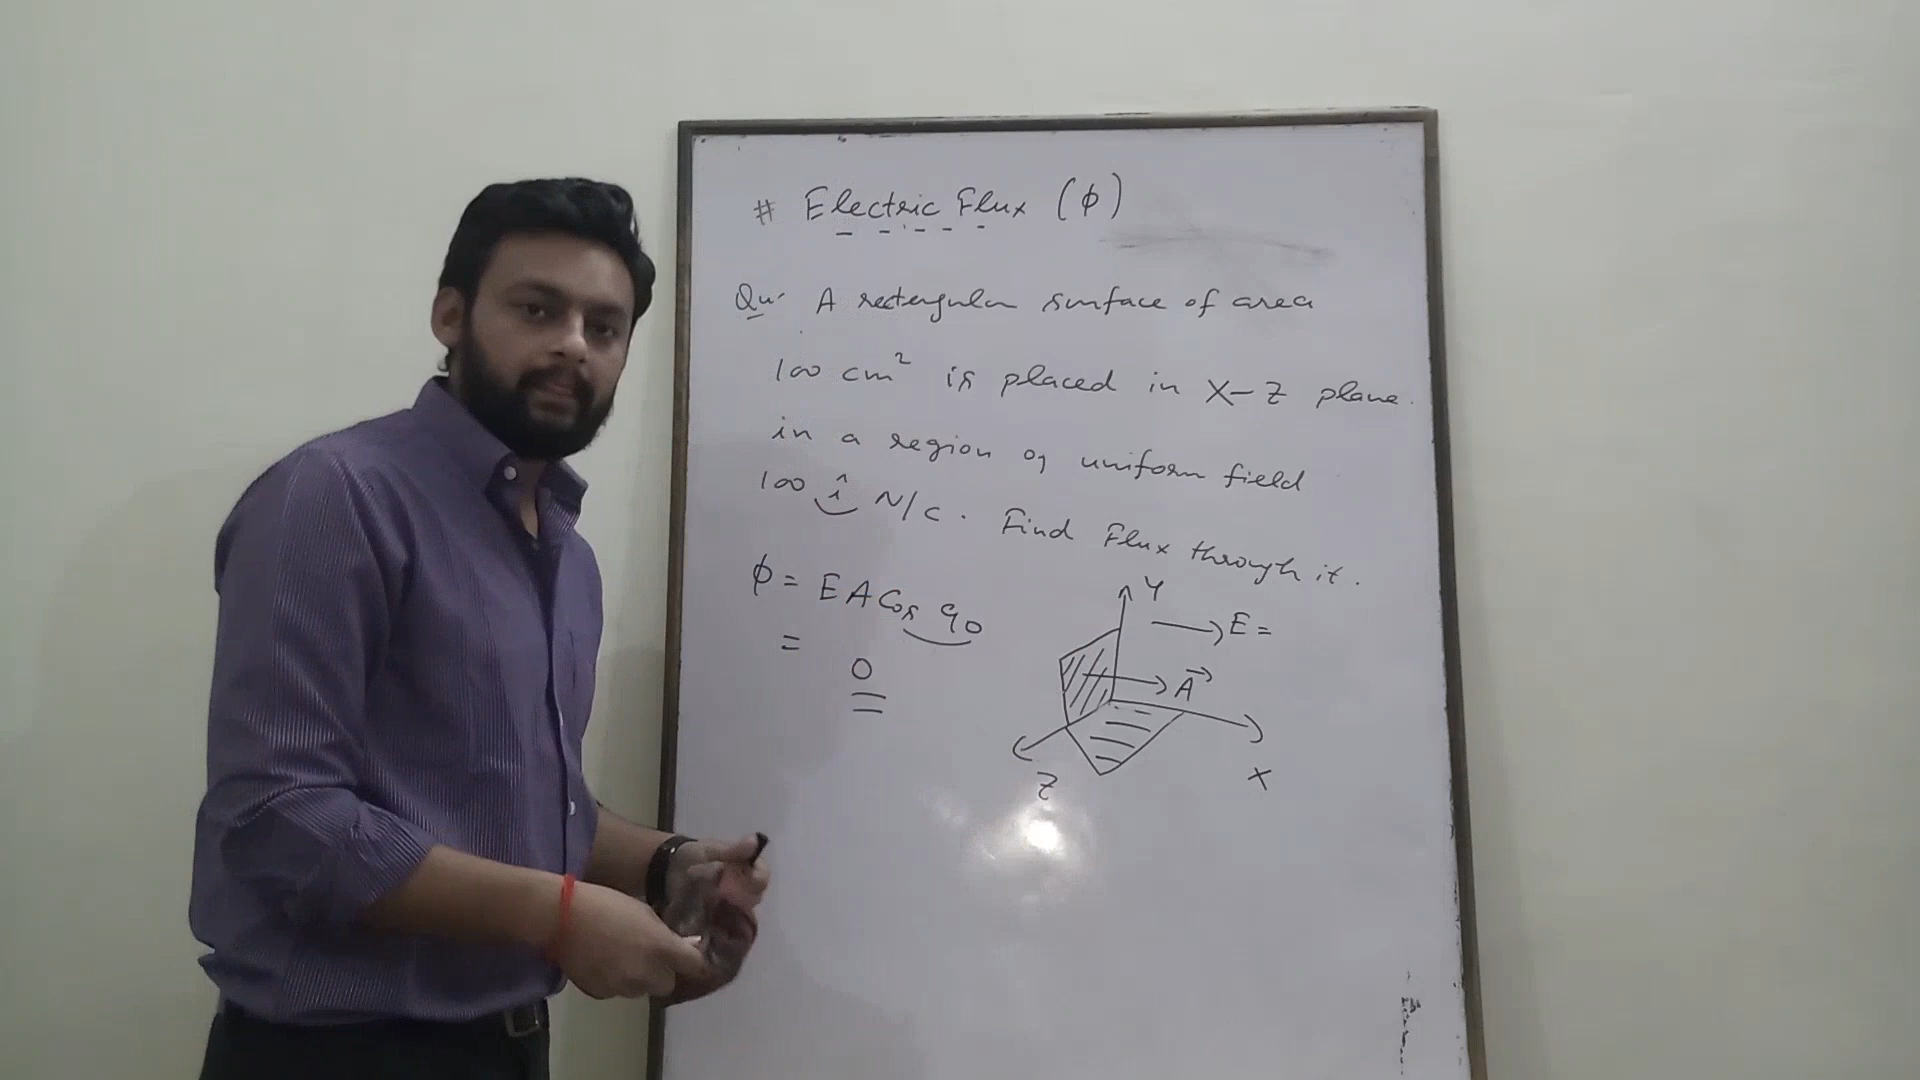 # Electric Flux (ϕ)
Qu. A rectangular surface of area
100 cm² is placed in X-Z plane.
in a region of uniform field
100 î N/C. Find Flux through it.
ϕ = E A Cos 90
= 0
Y
E =
A⃗
X
Z